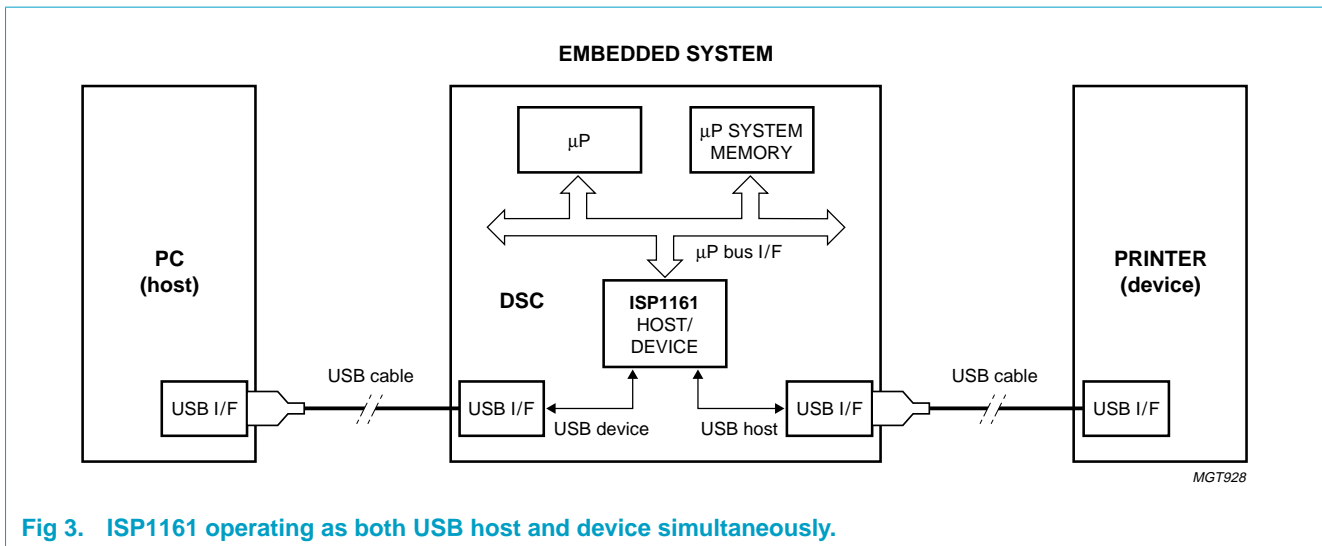 EMBEDDED SYSTEM
μP
μP SYSTEM
MEMORY
μP bus I/F
PC
(host)
DSC
ISP1161
HOST/
DEVICE
PRINTER
(device)
USB cable
USB cable
USB I/F
USB I/F
USB device
USB host
USB I/F
USB I/F
MGT928
Fig 3. ISP1161 operating as both USB host and device simultaneously.